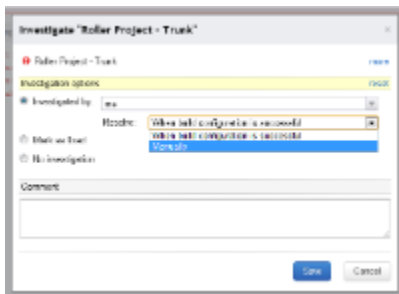 Investigate "Roller Project - Trunk"
Roller Project - Trunk
Investigation options
reset
Investigated by: me
Resolve: When build configuration is successful
When build configuration is successful
Manually
Mark as fixed
No investigation
Comment
Save Cancel